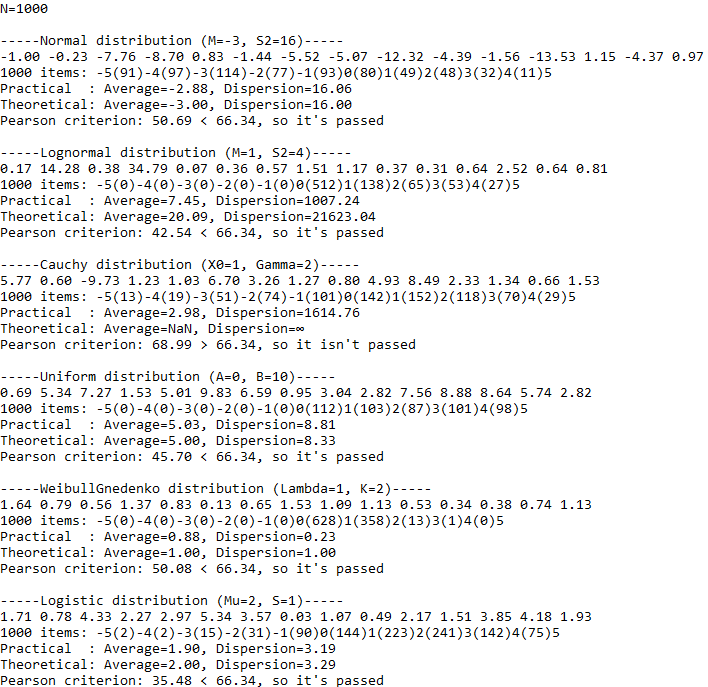 N=1000
-----Normal distribution (M=-3, S2=16)-----
-1.00 -0.23 -7.76 -8.70 0.83 -1.44 -5.52 -5.07 -12.32 -4.39 -1.56 -13.53 1.15 -4.37 0.97
1000 items: -5(91)-4(97)-3(114)-2(77)-1(93)0(80)1(49)2(48)3(32)4(11)5
Practical  : Average=-2.88, Dispersion=16.06
Theoretical: Average=-3.00, Dispersion=16.00
Pearson criterion: 50.69 < 66.34, so it's passed
-----Lognormal distribution (M=1, S2=4)-----
0.17 14.28 0.38 34.79 0.07 0.36 0.57 1.51 1.17 0.37 0.31 0.64 2.52 0.64 0.81
1000 items: -5(0)-4(0)-3(0)-2(0)-1(0)0(512)1(138)2(65)3(53)4(27)5
Practical  : Average=7.45, Dispersion=1007.24
Theoretical: Average=20.09, Dispersion=21623.04
Pearson criterion: 42.54 < 66.34, so it's passed
-----Cauchy distribution (X0=1, Gamma=2)-----
5.77 0.60 -9.73 1.23 1.03 6.70 3.26 1.27 0.80 4.93 8.49 2.33 1.34 0.66 1.53
1000 items: -5(13)-4(19)-3(51)-2(74)-1(101)0(142)1(152)2(118)3(70)4(29)5
Practical  : Average=2.98, Dispersion=1614.76
Theoretical: Average=NaN, Dispersion=∞
Pearson criterion: 68.99 > 66.34, so it isn't passed
-----Uniform distribution (A=0, B=10)-----
0.69 5.34 7.27 1.53 5.01 9.83 6.59 0.95 3.04 2.82 7.56 8.88 8.64 5.74 2.82
1000 items: -5(0)-4(0)-3(0)-2(0)-1(0)0(112)1(103)2(87)3(101)4(98)5
Practical  : Average=5.03, Dispersion=8.81
Theoretical: Average=5.00, Dispersion=8.33
Pearson criterion: 45.70 < 66.34, so it's passed
-----WeibullGnedenko distribution (Lambda=1, K=2)-----
1.64 0.79 0.56 1.37 0.83 0.13 0.65 1.53 1.09 1.13 0.53 0.34 0.38 0.74 1.13
1000 items: -5(0)-4(0)-3(0)-2(0)-1(0)0(628)1(358)2(13)3(1)4(0)5
Practical  : Average=0.88, Dispersion=0.23
Theoretical: Average=1.00, Dispersion=1.00
Pearson criterion: 50.08 < 66.34, so it's passed
-----Logistic distribution (Mu=2, S=1)-----
1.71 0.78 4.33 2.27 2.97 5.34 3.57 0.03 1.07 0.49 2.17 1.51 3.85 4.18 1.93
1000 items: -5(2)-4(2)-3(15)-2(31)-1(90)0(144)1(223)2(241)3(142)4(75)5
Practical  : Average=1.90, Dispersion=3.19
Theoretical: Average=2.00, Dispersion=3.29
Pearson criterion: 35.48 < 66.34, so it's passed